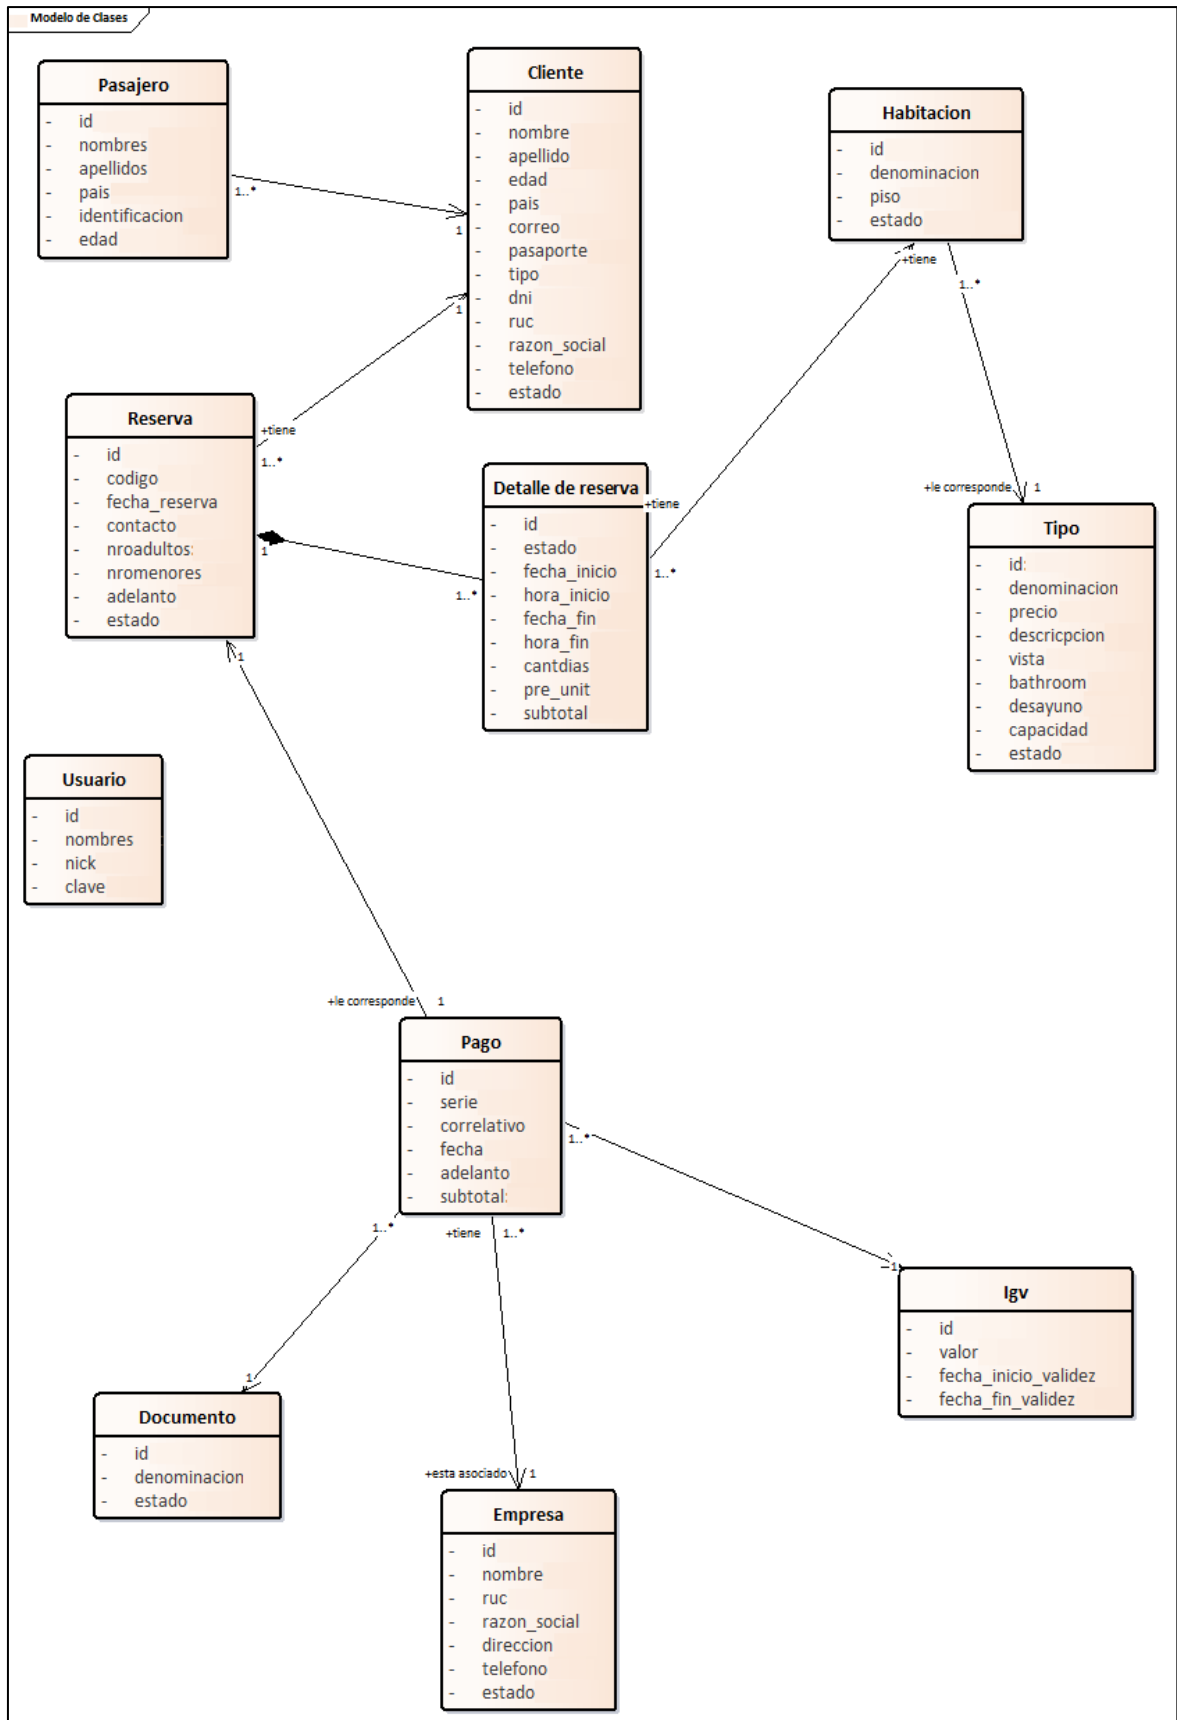 Modelo de Clases
Pasajero
- id
- nombres
- apellidos
- pais
- identificacion
- edad
1..*
1
Cliente
- id
- nombre
- apellido
- edad
- pais
- correo
- pasaporte
- tipo
- dni
- ruc
- razon_social
- telefono
- estado
1
Habitacion
- id
- denominacion
- piso
- estado
+tiene
1..*
Reserva
- id
- codigo
- fecha_reserva
- contacto
- nroadultos:
- nromenores
- adelanto
- estado
+tiene
1..*
1
1
Detalle de reserva
- id
- estado
- fecha_inicio
- hora_inicio
- fecha_fin
- hora_fin
- cantdias
- pre_unit
- subtotal
1..*
+tiene
1..*
+le corresponde
1
Tipo
- id:
- denominacion
- precio
- descricpcion
- vista
- bathroom
- desayuno
- capacidad
- estado
Usuario
- id
- nombres
- nick
- clave
+le corresponde
1
Pago
- id
- serie
- correlativo
- fecha
- adelanto
- subtotal:
1..*
1..*
+tiene
1..*
1
Igv
- id
- valor
- fecha_inicio_validez
- fecha_fin_validez
1
Documento
- id
- denominacion
- estado
+esta asociado
1
Empresa
- id
- nombre
- ruc
- razon_social
- direccion
- telefono
- estado